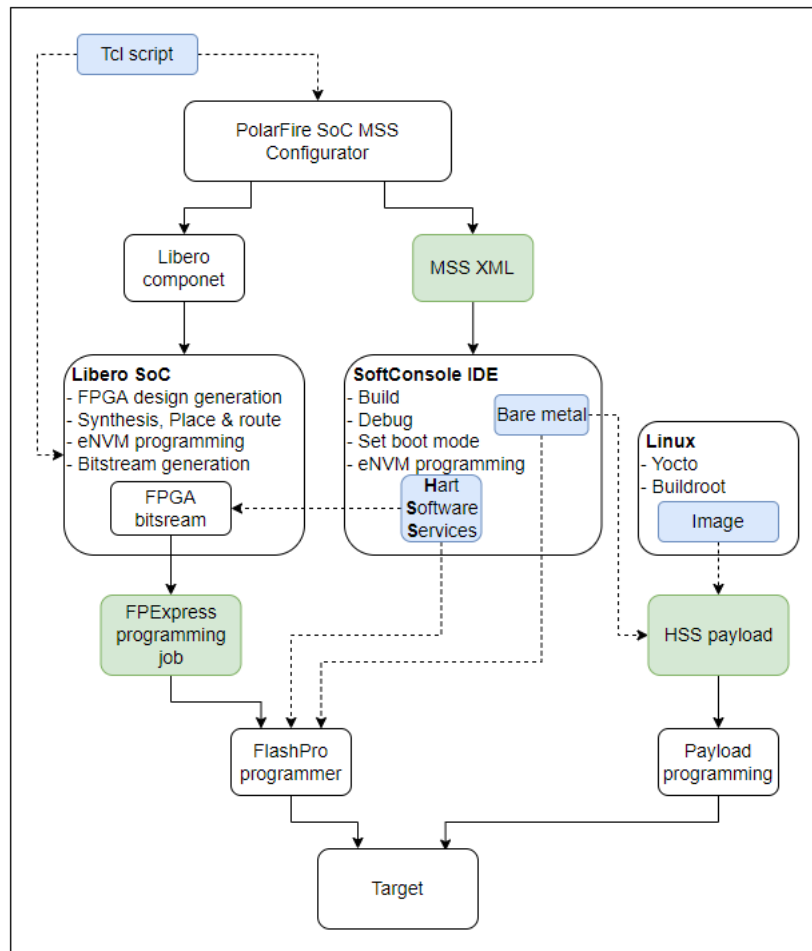 Tcl script
PolarFire SoC MSS
Configurator
Libero
componet
MSS XML
Libero SoC
- FPGA design generation
- Synthesis, Place & route
- eNVM programming
- Bitstream generation
FPGA
bitsream
SoftConsole IDE
- Build
- Debug
- Set boot mode
- eNVM programming
Bare metal
Hart
Software
Services
Linux
- Yocto
- Buildroot
Image
FPExpress
programming
job
HSS payload
FlashPro
programmer
Payload
programming
Target